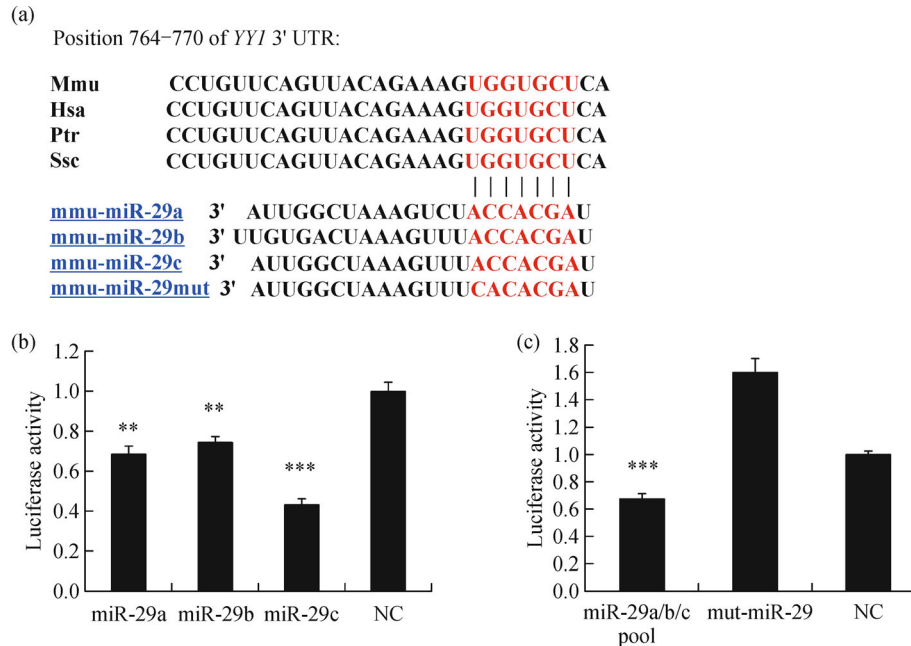 (a)
Position 764–770 of YY1 3' UTR:
Mmu CCUGUUCAGUUACAGAAAGUGGUGCUCA
Hsa CCUGUUCAGUUACAGAAAGUGGUGCUCA
Ptr CCUGUUCAGUUACAGAAAGUGGUGCUCA
Ssc CCUGUUCAGUUACAGAAAGUGGUGCUCA
mmu-miR-29a 3' AUUGGCUAAAGUCUACCACGAU
mmu-miR-29b 3' UUGUGACUAAAGUUUACCACGAU
mmu-miR-29c 3' AUUGGCUAAAGUUUACCACGAU
mmu-miR-29mut 3' AUUGGCUAAAGUUUCACACGAU
(b)
Luciferase activity
1.2
1.0
0.8
0.6
0.4
0.2
0.0
**
**
***
miR-29a miR-29b miR-29c NC
(c)
Luciferase activity
1.8
1.6
1.4
1.2
1.0
0.8
0.6
0.4
0.2
0.0
***
miR-29a/b/c mut-miR-29 NC
pool